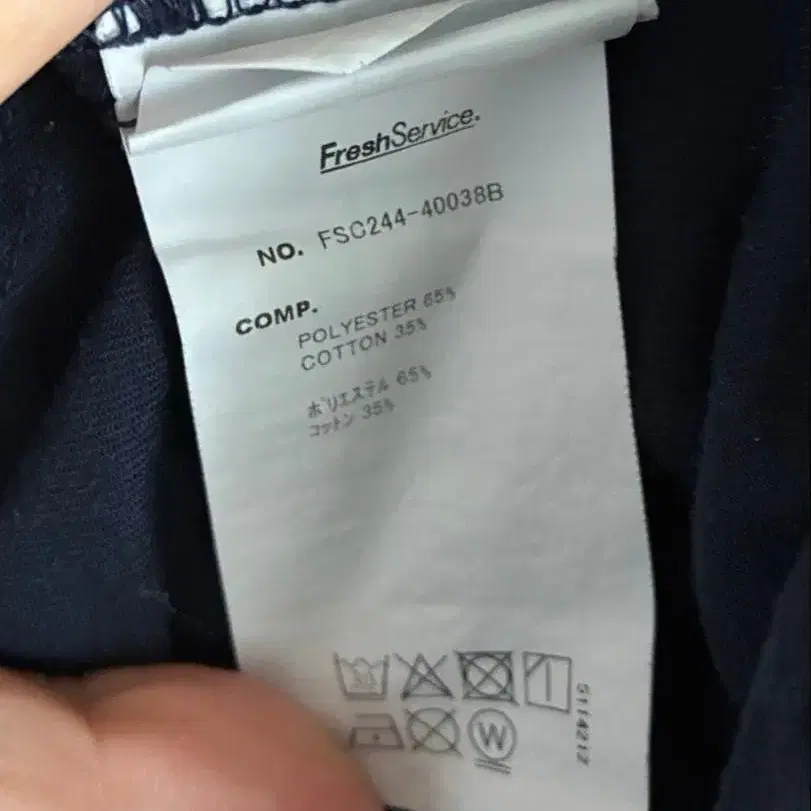 FreshService.
NO. FSC244-40038B
COMP.
POLYESTER 65%
COTTON 35%
ポリエステル 65%
コットン 35%
W
5114212